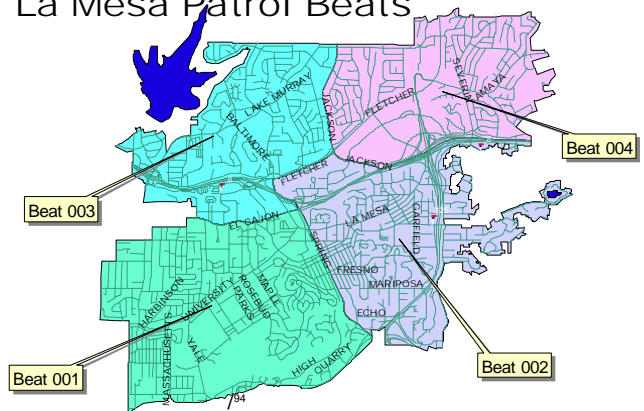 La Mesa Patrol Beats
LAKE MURRAY
BALTIMORE
JACKSON
FLETCHER
SEVERIN
AMAYA
Beat 004
FLETCHER
JACKSON
Beat 003
EL CAJON
LA MESA
GARFIELD
SPRING
FRESNO
MARIPOSA
ECHO
HARBINSON
UNIVERSITY
MAPLE
ROSEBUD
PARKS
MASSACHUSETTS
YALE
HIGH
QUARRY
Beat 001
Beat 002
94